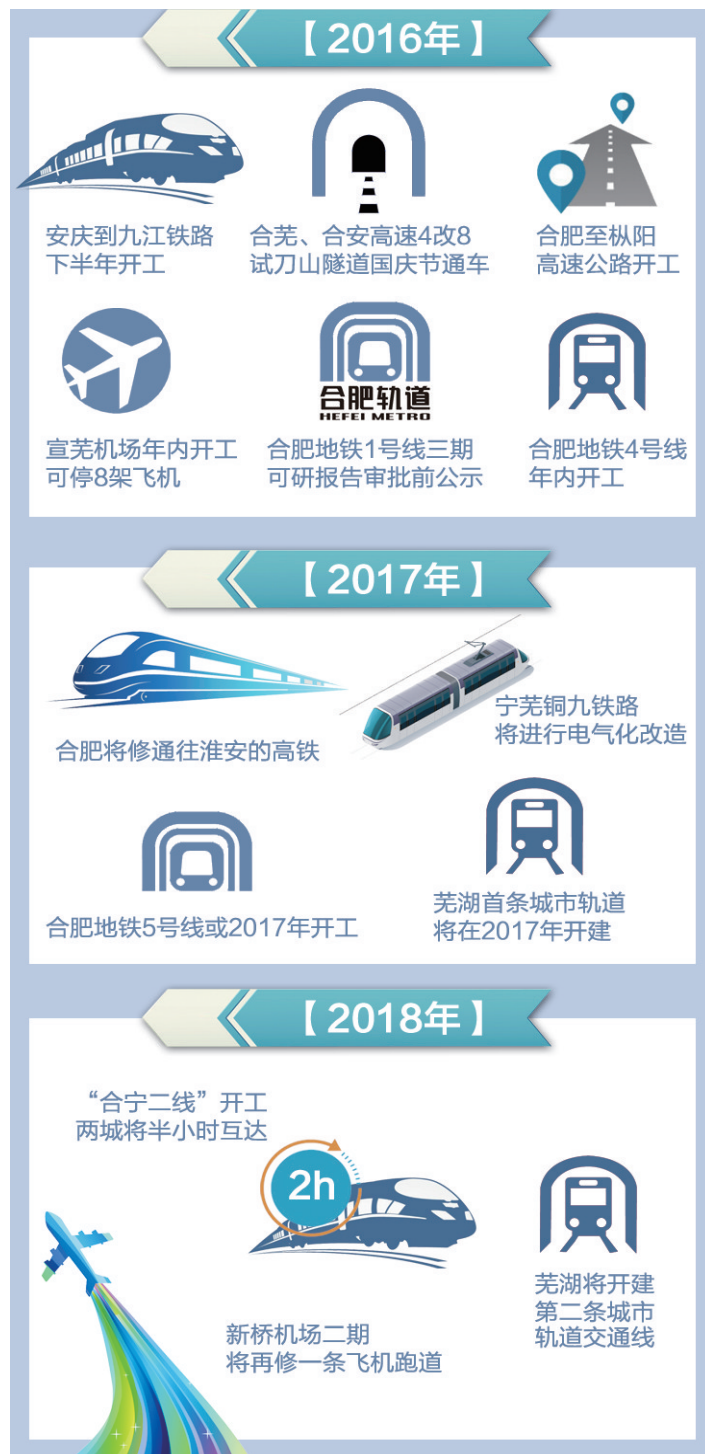 【2016年】
安庆到九江铁路
下半年开工
合芜、合安高速4改8
试刀山隧道国庆节通车
合肥至枞阳
高速公路开工
宣芜机场年内开工
可停8架飞机
合肥轨道
HEFEI METRO
合肥地铁1号线三期
可研报告审批前公示
合肥地铁4号线
年内开工
【2017年】
合肥将修通往淮安的高铁
宁芜铜九铁路
将进行电气化改造
合肥地铁5号线或2017年开工
芜湖首条城市轨道
将在2017年开建
【2018年】
“合宁二线”开工
两城将半小时互达
2h
新桥机场二期
将再修一条飞机跑道
芜湖将开建
第二条城市
轨道交通线